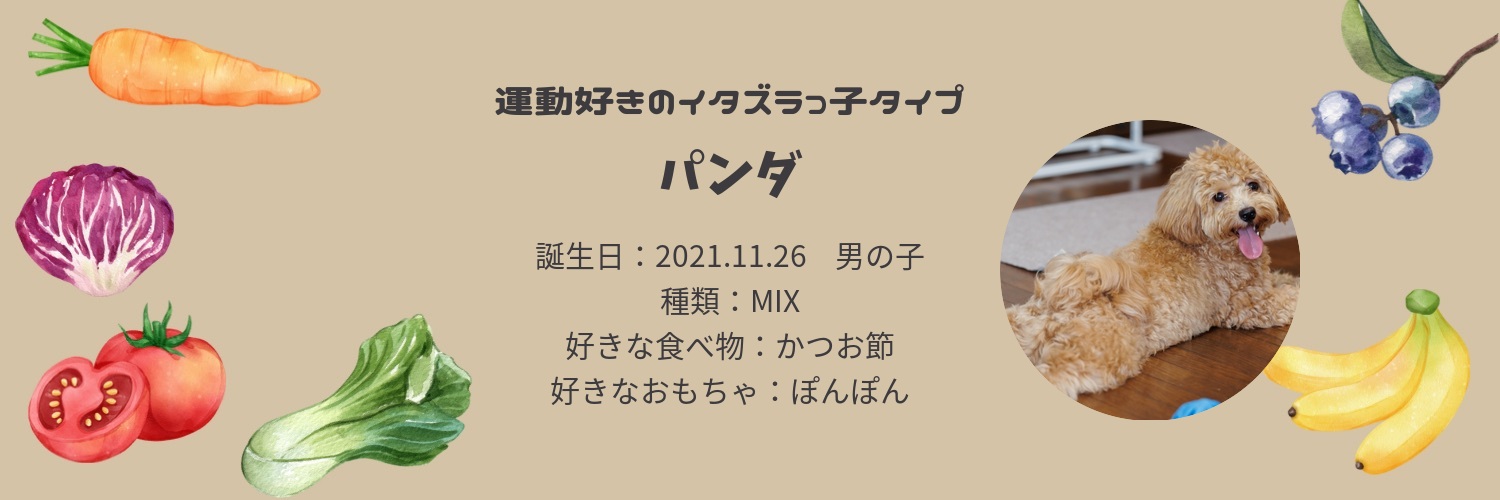 運動好きのイタズラっ子タイプ
パンダ
誕生日：2021.11.26　男の子
種類：MIX
好きな食べ物：かつお節
好きなおもちゃ：ぽんぽん